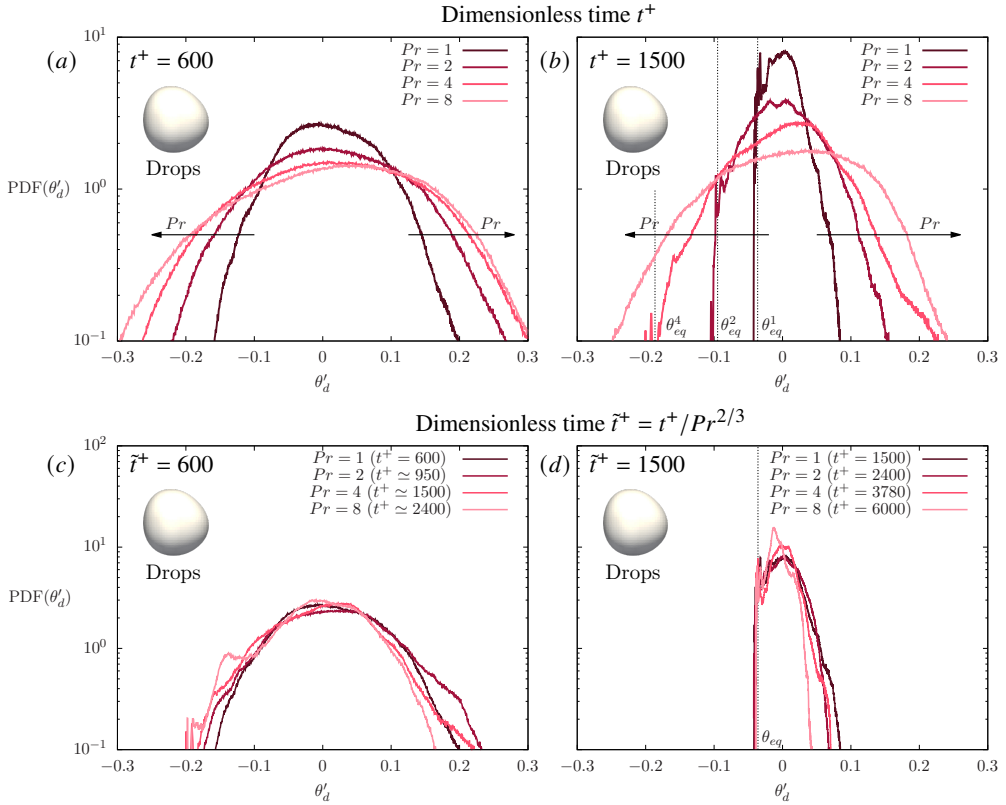 Dimensionless time t⁺
(a) t⁺ = 600
Pr = 1
Pr = 2
Pr = 4
Pr = 8
Drops
PDF(θ′_d)
10¹
10⁰
10⁻¹
Pr
Pr
−0.3 −0.2 −0.1 0 0.1 0.2 0.3
θ′_d
(b) t⁺ = 1500
Pr = 1
Pr = 2
Pr = 4
Pr = 8
Drops
Pr
Pr
θ⁴_eq θ²_eq θ¹_eq
−0.3 −0.2 −0.1 0 0.1 0.2 0.3
θ′_d
Dimensionless time t̃⁺ = t⁺/Pr^{2/3}
(c) t̃⁺ = 600
Pr = 1 (t⁺ = 600)
Pr = 2 (t⁺ ≃ 950)
Pr = 4 (t⁺ ≃ 1500)
Pr = 8 (t⁺ ≃ 2400)
Drops
PDF(θ′_d)
10²
10¹
10⁰
10⁻¹
−0.3 −0.2 −0.1 0 0.1 0.2 0.3
θ′_d
(d) t̃⁺ = 1500
Pr = 1 (t⁺ = 1500)
Pr = 2 (t⁺ = 2400)
Pr = 4 (t⁺ = 3780)
Pr = 8 (t⁺ = 6000)
Drops
θ_eq
−0.3 −0.2 −0.1 0 0.1 0.2 0.3
θ′_d